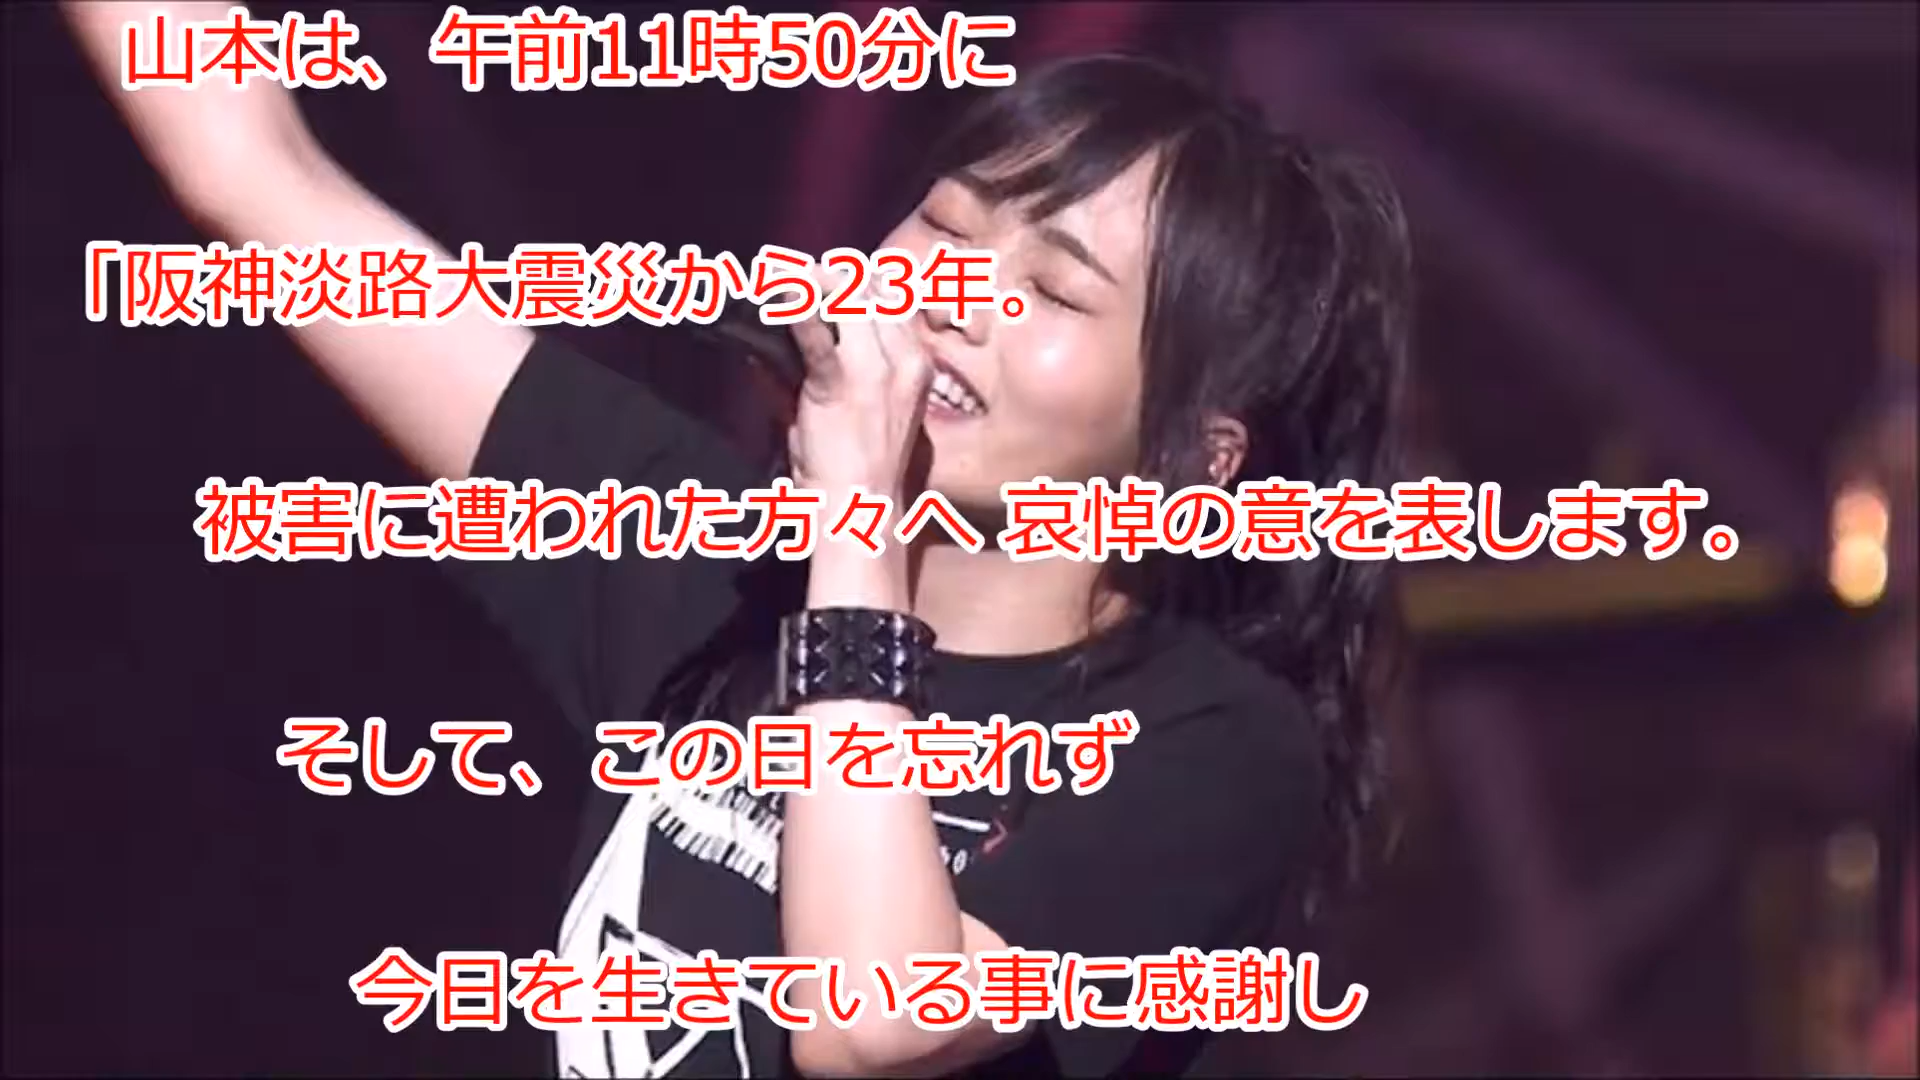 山本は、午前11時50分に
「阪神淡路大震災から23年。
被害に遭われた方々へ 哀悼の意を表します。
そして、この日を忘れず
今日を生きている事に感謝し